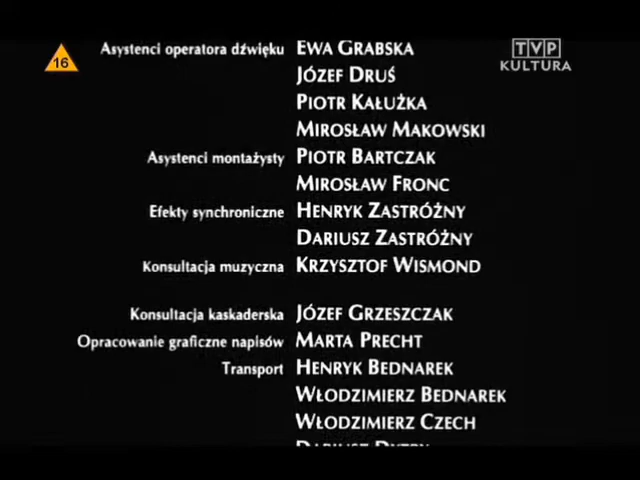 Asystenci operatora dźwięku EWA GRABSKA
JÓZEF DRUŚ
PIOTR KAŁUŻKA
MIROSŁAW MAKOWSKI
Asystenci montażysty PIOTR BARTCZAK
MIROSŁAW FRONC
Efekty synchroniczne HENRYK ZASTRÓŻNY
DARIUSZ ZASTRÓŻNY
Konsultacja muzyczna KRZYSZTOF WISMOND
Konsultacja kaskaderska JÓZEF GRZESZCZAK
Opracowanie graficzne napisów MARTA PRECHT
Transport HENRYK BEDNAREK
WŁODZIMIERZ BEDNAREK
WŁODZIMIERZ CZECH
16
TVP
KULTURA